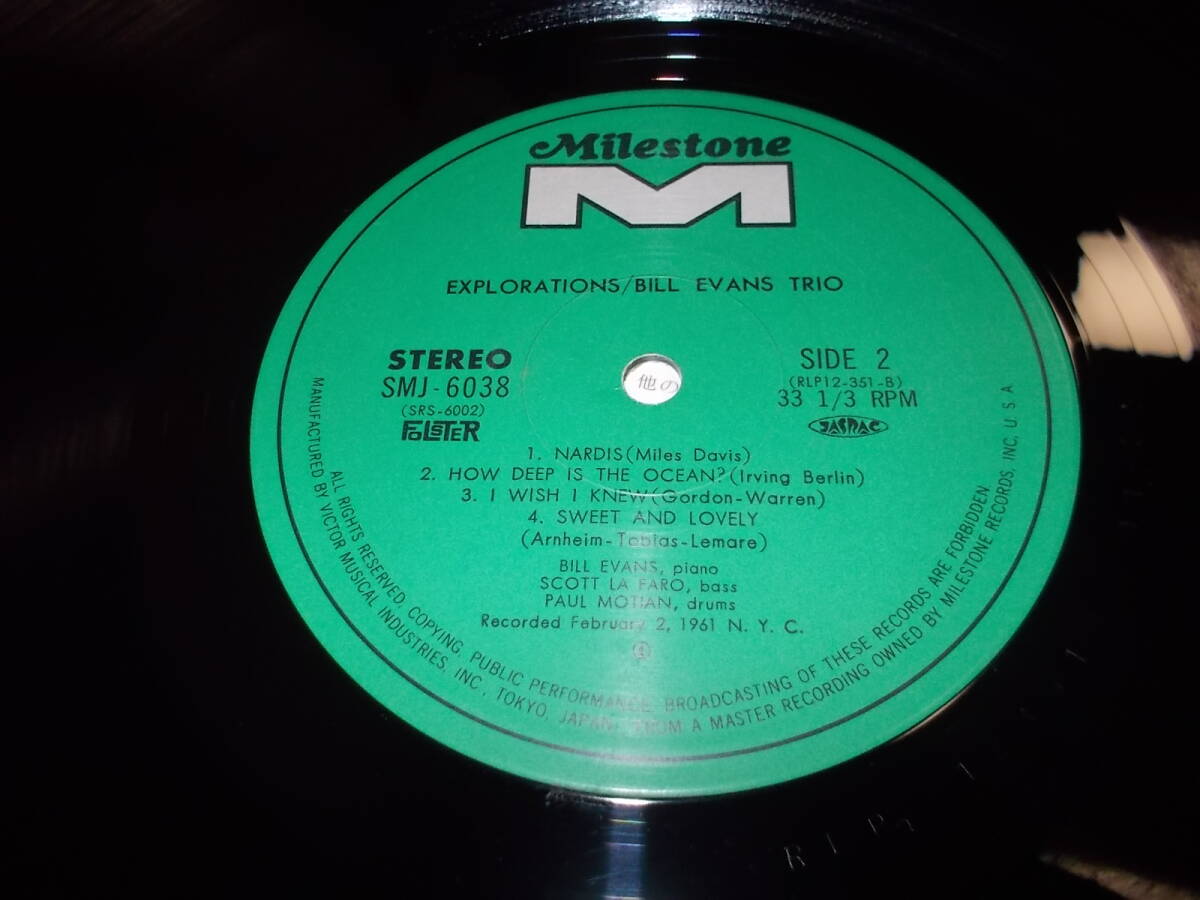 Milestone
M
EXPLORATIONS/BILL EVANS TRIO
STEREO
SMJ-6038
(SRS-6002)
FOLSTER
SIDE 2
(RLP12-351-B)
33 1/3 RPM
JASRAC
他の
1. NARDIS (Miles Davis)
2. HOW DEEP IS THE OCEAN? (Irving Berlin)
3. I WISH I KNEW (Gordon-Warren)
4. SWEET AND LOVELY
(Arnheim-Tobias-Lemare)
BILL EVANS, piano
SCOTT LA FARO, bass
PAUL MOTIAN, drums
Recorded February 2, 1961 N. Y. C.
ALL RIGHTS RESERVED. COPYING, PUBLIC PERFORMANCE, BROADCASTING OF THESE RECORDS ARE FORBIDDEN
MANUFACTURED BY VICTOR MUSICAL INDUSTRIES, INC., TOKYO, JAPAN. FROM A MASTER RECORDING OWNED BY MILESTONE RECORDS, INC. U.S.A